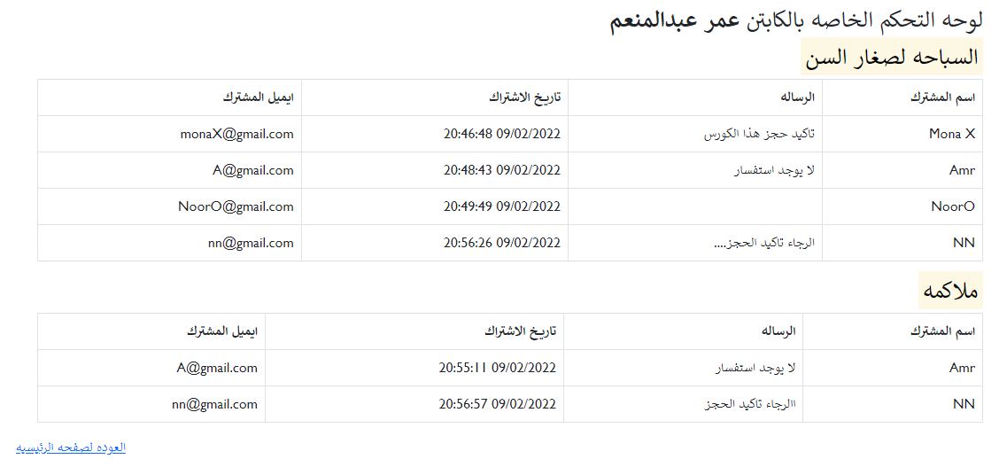 لوحه التحكم الخاصه بالكابتن عمر عبدالمنعم
السباحه لصغار السن
اسم المشترك الرساله تاريخ الاشتراك ايميل المشترك
Mona X تاكيد حجز هذا الكورس 20:46:48 09/02/2022 monaX@gmail.com
Amr لا يوجد استفسار 20:48:43 09/02/2022 A@gmail.com
NoorO 20:49:49 09/02/2022 NoorO@gmail.com
NN الرجاء تاكيد الحجز.... 20:56:26 09/02/2022 nn@gmail.com
ملاكمه
اسم المشترك الرساله تاريخ الاشتراك ايميل المشترك
Amr لا يوجد استفسار 20:55:11 09/02/2022 A@gmail.com
NN االرجاء تاكيد الحجز 20:56:57 09/02/2022 nn@gmail.com
العوده لصفحه الرئيسيه